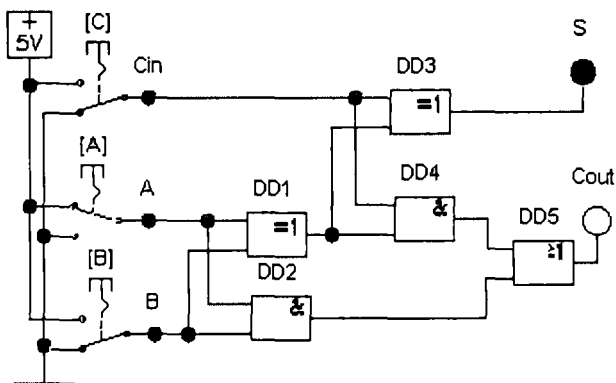 [C]
S
+
5V
Cin
DD3
=1
[A]
DD4
Cout
A
DD1
&
DD5
=1
≥1
[B]
DD2
B
&